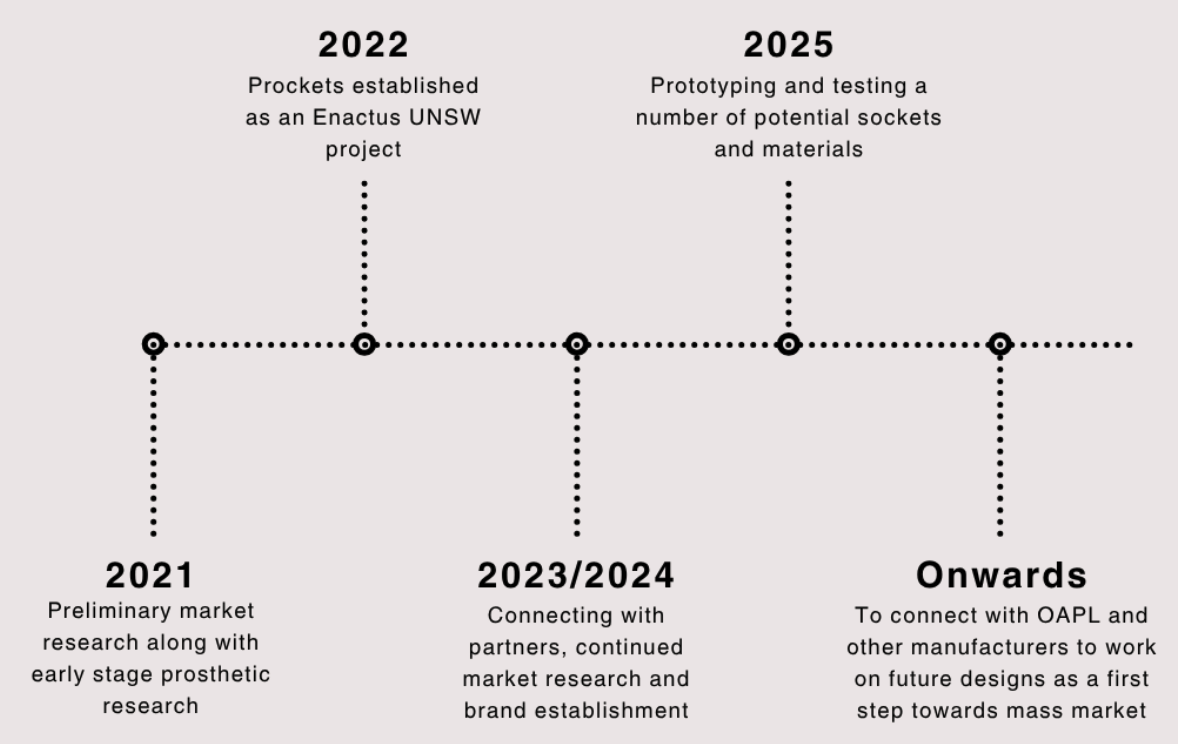 2022
Prockets established
as an Enactus UNSW
project
2025
Prototyping and testing a
number of potential sockets
and materials
2021
Preliminary market
research along with
early stage prosthetic
research
2023/2024
Connecting with
partners, continued
market research and
brand establishment
Onwards
To connect with OAPL and
other manufacturers to work
on future designs as a first
step towards mass market